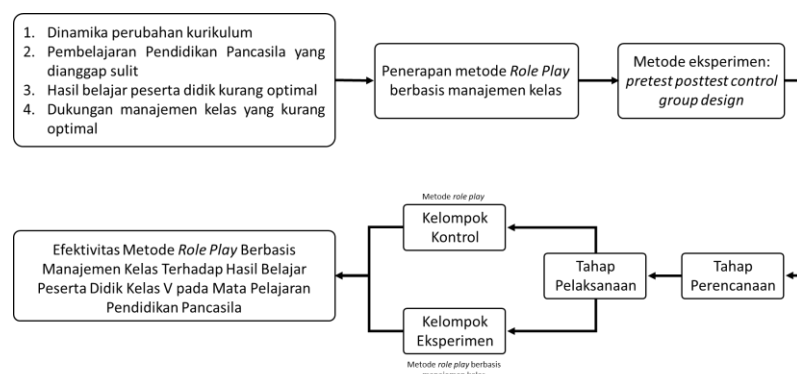 1. Dinamika perubahan kurikulum
2. Pembelajaran Pendidikan Pancasila yang
dianggap sulit
3. Hasil belajar peserta didik kurang optimal
4. Dukungan manajemen kelas yang kurang
optimal
Penerapan metode Role Play
berbasis manajemen kelas
Metode eksperimen:
pretest posttest control
group design
Metode role play
Kelompok
Kontrol
Efektivitas Metode Role Play Berbasis
Manajemen Kelas Terhadap Hasil Belajar
Peserta Didik Kelas V pada Mata Pelajaran
Pendidikan Pancasila
Tahap
Pelaksanaan
Tahap
Perencanaan
Kelompok
Eksperimen
Metode role play berbasis